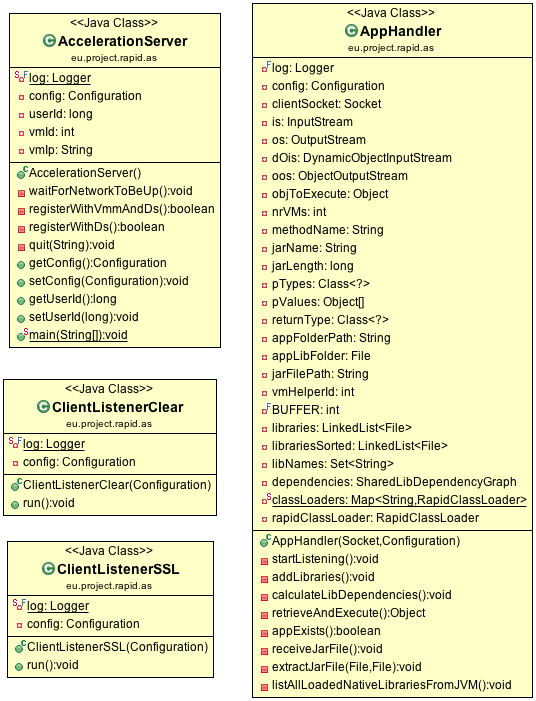 <<Java Class>>
AccelerationServer
eu.project.rapid.as
log: Logger
config: Configuration
userId: long
vmId: int
vmIp: String
AccelerationServer()
waitForNetworkToBeUp():void
registerWithVmmAndDs():boolean
registerWithDs():boolean
quit(String):void
getConfig():Configuration
setConfig(Configuration):void
getUserId():long
setUserId(long):void
main(String[]):void
<<Java Class>>
ClientListenerClear
eu.project.rapid.as
log: Logger
config: Configuration
ClientListenerClear(Configuration)
run():void
<<Java Class>>
ClientListenerSSL
eu.project.rapid.as
log: Logger
config: Configuration
ClientListenerSSL(Configuration)
run():void
<<Java Class>>
AppHandler
eu.project.rapid.as
log: Logger
config: Configuration
clientSocket: Socket
is: InputStream
os: OutputStream
dOis: DynamicObjectInputStream
oos: ObjectOutputStream
objToExecute: Object
nrVMs: int
methodName: String
jarName: String
jarLength: long
pTypes: Class<?>
pValues: Object[]
returnType: Class<?>
appFolderPath: String
appLibFolder: File
jarFilePath: String
vmHelperId: int
BUFFER: int
libraries: LinkedList<File>
librariesSorted: LinkedList<File>
libNames: Set<String>
dependencies: SharedLibDependencyGraph
classLoaders: Map<String,RapidClassLoader>
rapidClassLoader: RapidClassLoader
AppHandler(Socket,Configuration)
startListening():void
addLibraries():void
calculateLibDependencies():void
retrieveAndExecute():Object
appExists():boolean
receiveJarFile():void
extractJarFile(File,File):void
listAllLoadedNativeLibrariesFromJVM():void